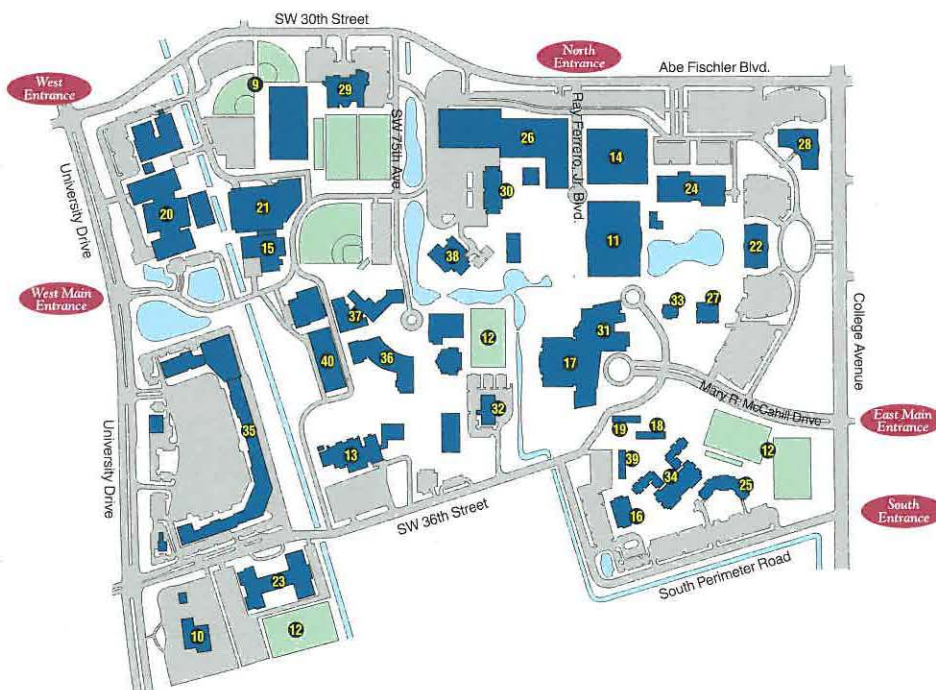 SW 30th Street
North
Entrance
Abe Fischler Blvd.
West
Entrance
9
29
SW 75th Ave
Ray Ferrero, Jr. Blvd.
26
14
28
University Drive
20
21
30
24
15
11
22
38
West Main
Entrance
37
33
27
College Avenue
12
31
40
36
17
Mary R. McCahill Drive
32
East Main
Entrance
35
19
18
12
University Drive
13
39
34
25
SW 36th Street
16
South
Entrance
23
South Perimeter Road
10
12